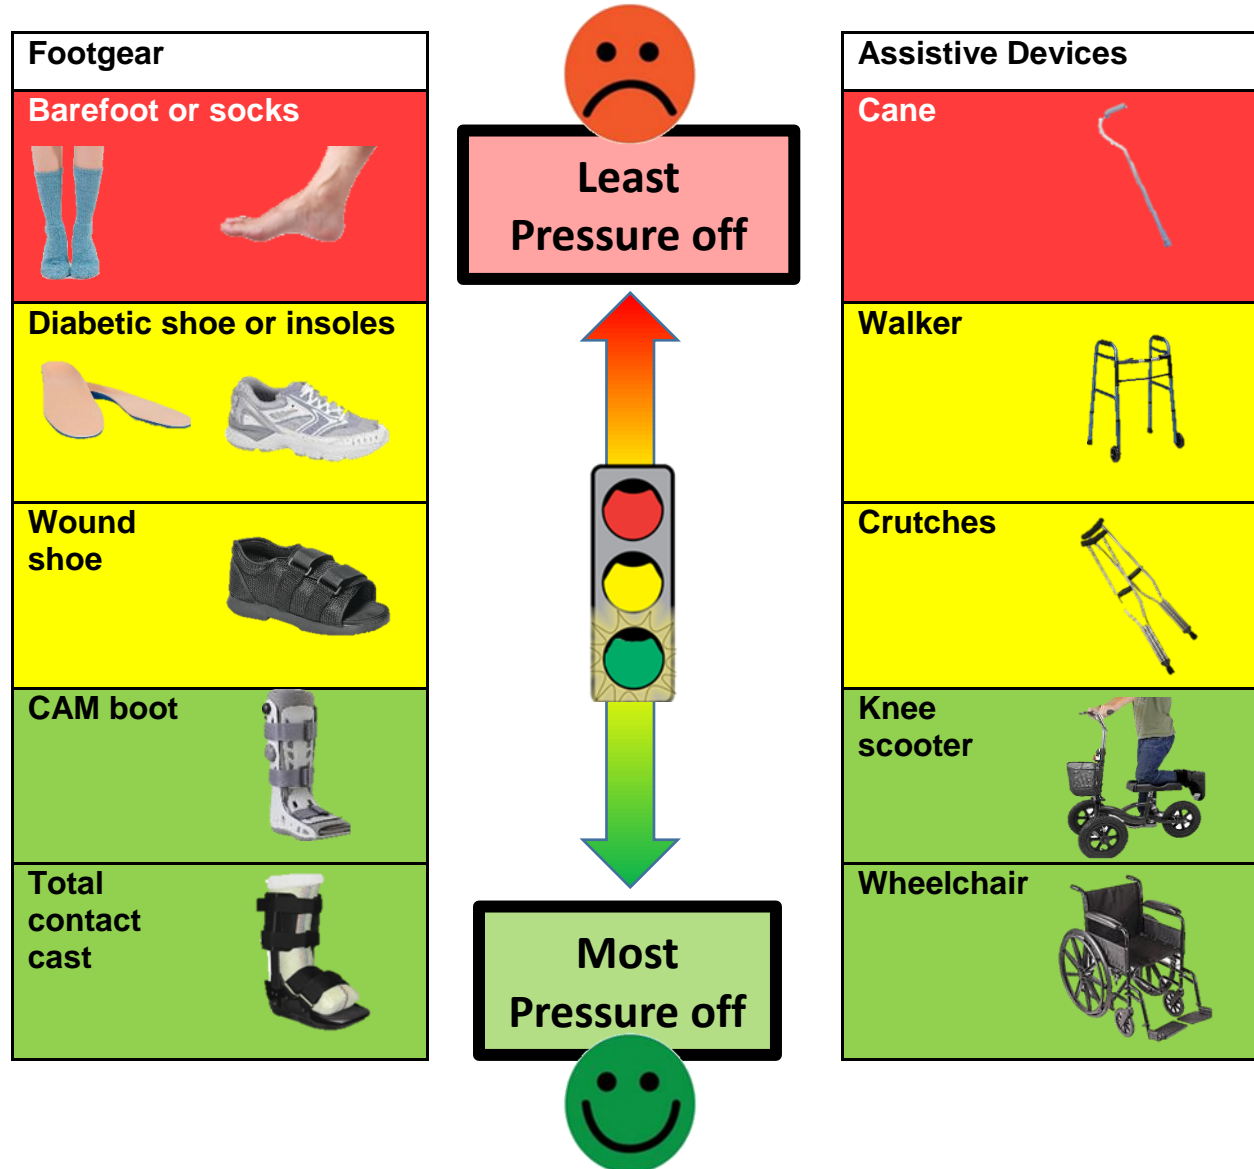 Footgear
Barefoot or socks
Diabetic shoe or insoles
Wound
shoe
CAM boot
Total
contact
cast
Least
Pressure off
Most
Pressure off
Assistive Devices
Cane
Walker
Crutches
Knee
scooter
Wheelchair